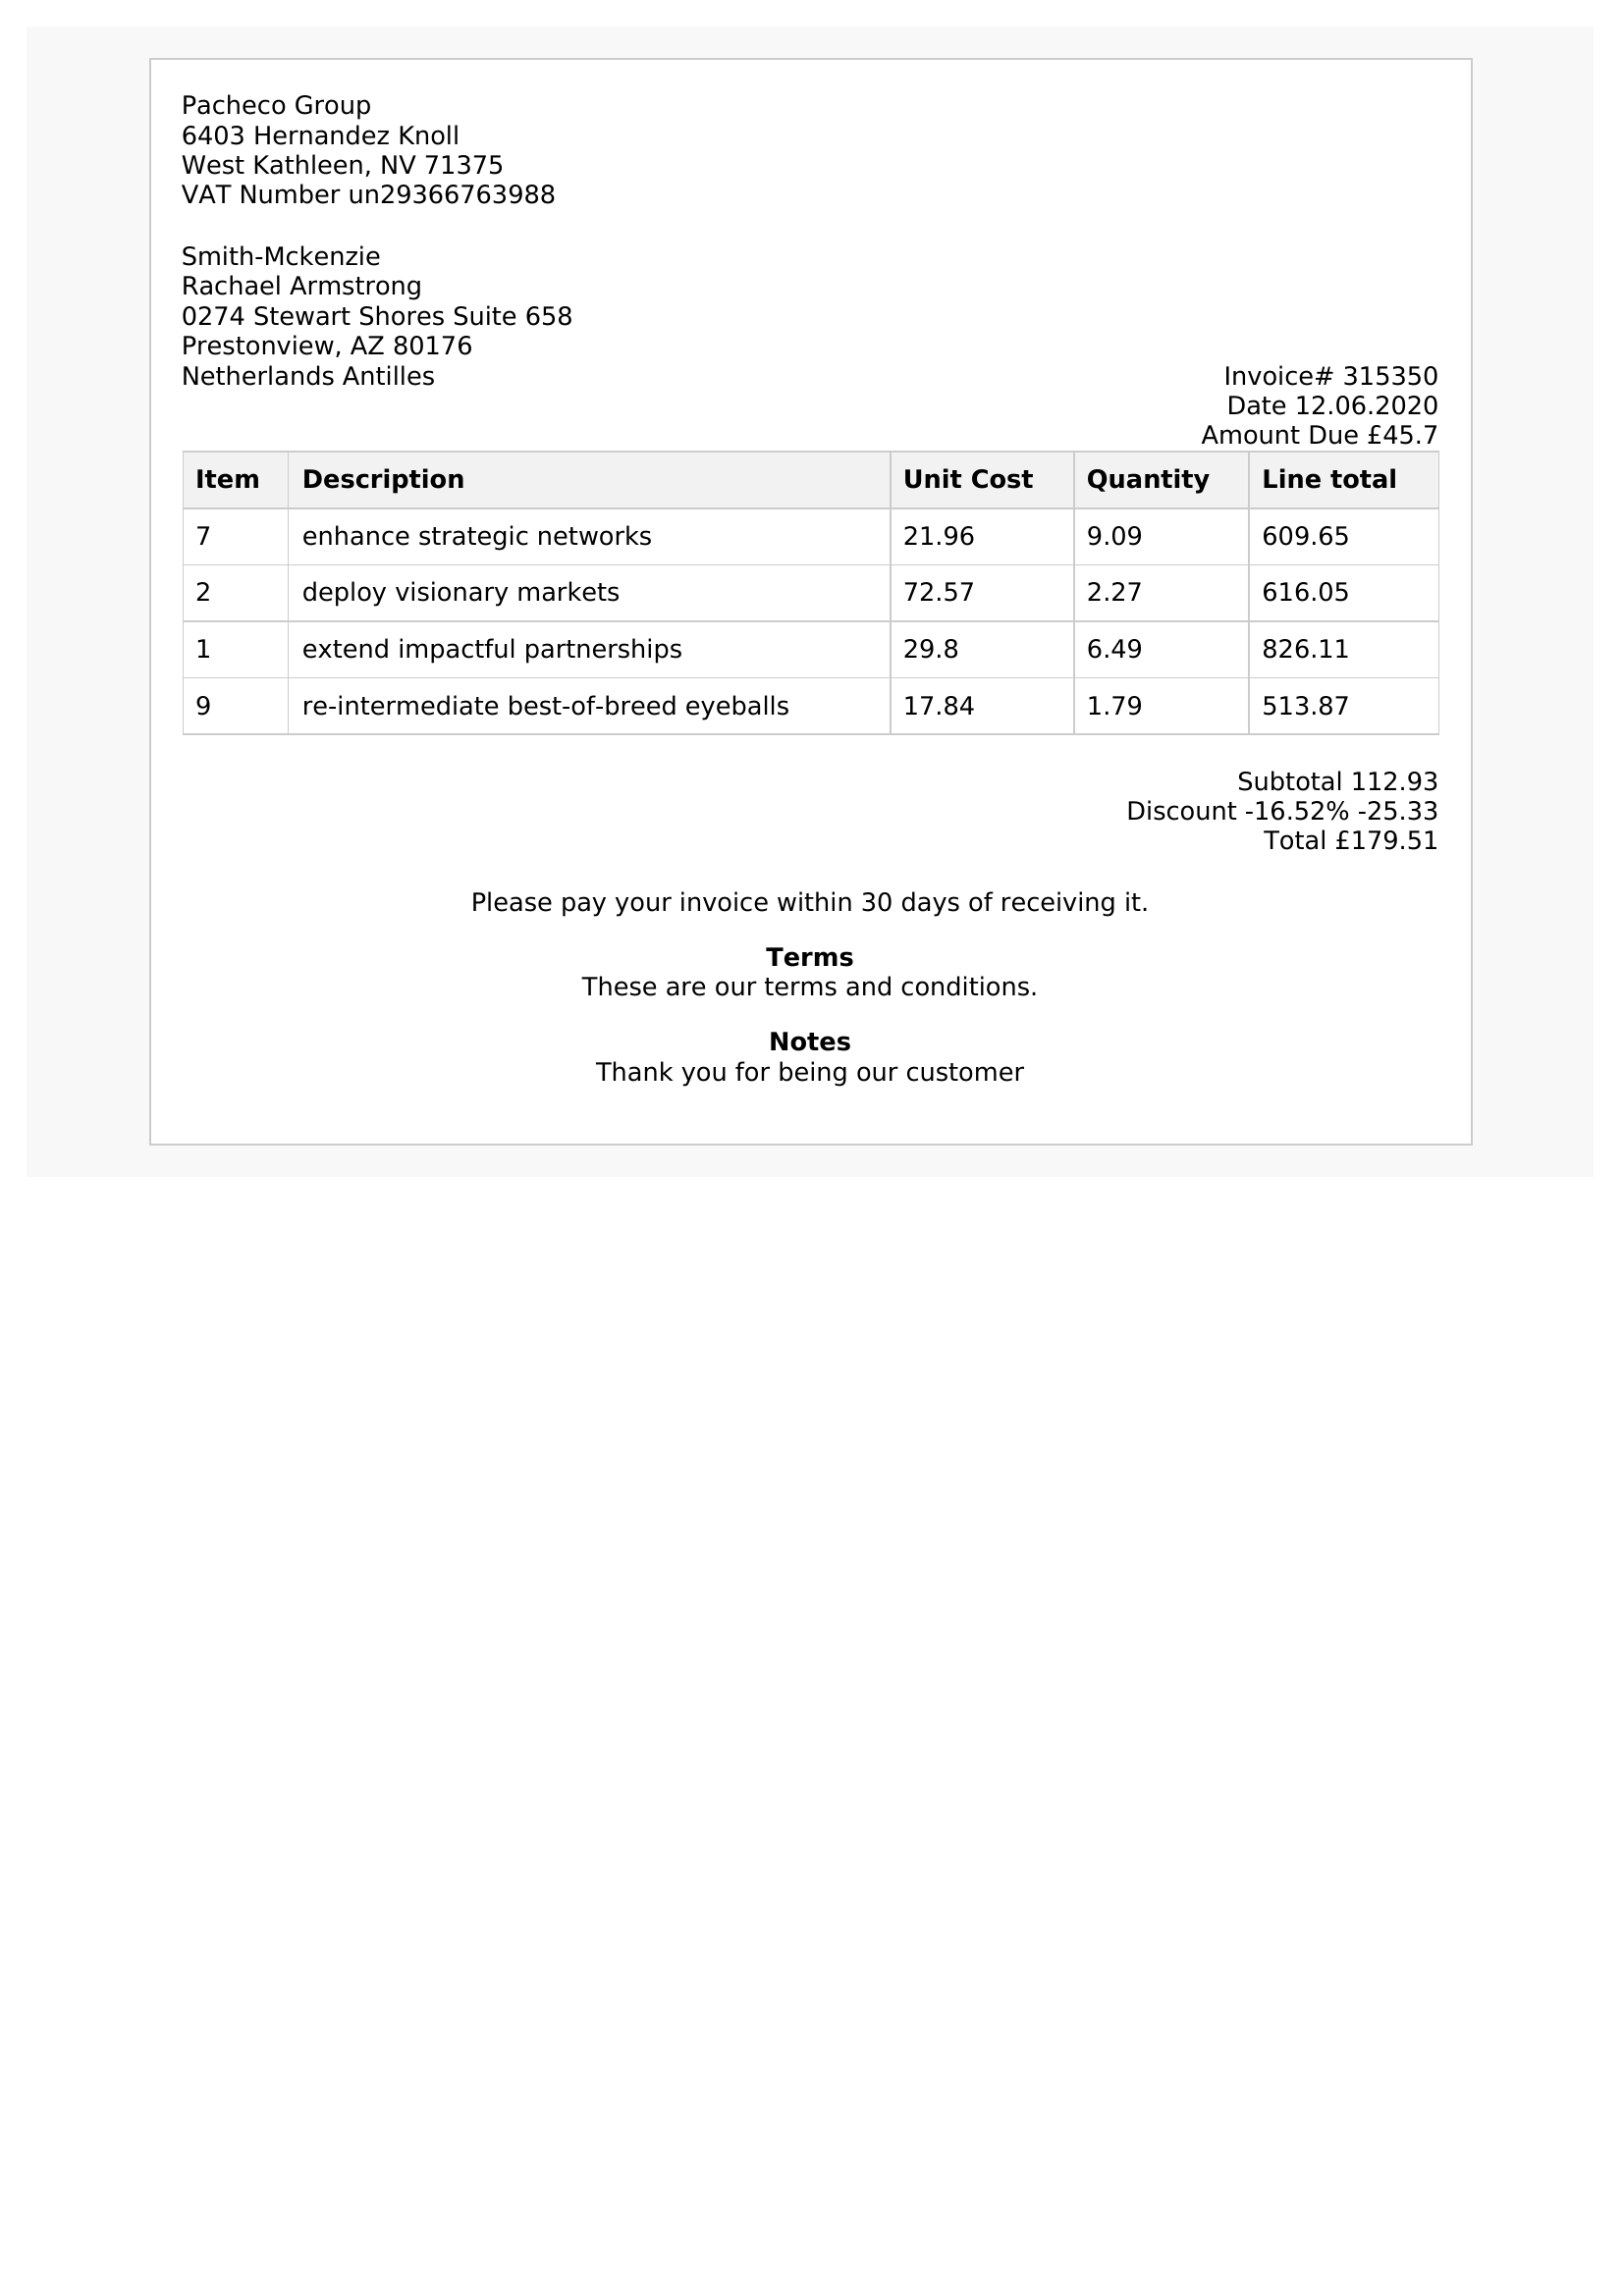 Pacheco Group
6403 Hernandez Knoll
West Kathleen, NV 71375
VAT Number un29366763988
Smith-Mckenzie
Rachael Armstrong
0274 Stewart Shores Suite 658
Prestonview, AZ 80176
Netherlands Antilles
Invoice# 315350
Date 12.06.2020
Amount Due £45.7
Item Description Unit Cost Quantity Line total
7 enhance strategic networks 21.96 9.09 609.65
2 deploy visionary markets 72.57 2.27 616.05
1 extend impactful partnerships 29.8 6.49 826.11
9 re-intermediate best-of-breed eyeballs 17.84 1.79 513.87
Subtotal 112.93
Discount -16.52% -25.33
Total £179.51
Please pay your invoice within 30 days of receiving it.
Terms
These are our terms and conditions.
Notes
Thank you for being our customer